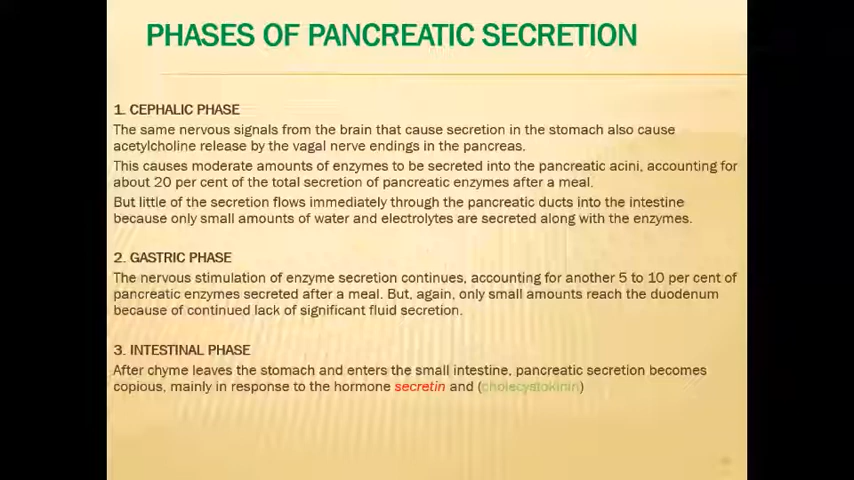 PHASES OF PANCREATIC SECRETION
1. CEPHALIC PHASE
The same nervous signals from the brain that cause secretion in the stomach also cause
acetylcholine release by the vagal nerve endings in the pancreas.
This causes moderate amounts of enzymes to be secreted into the pancreatic acini, accounting for
about 20 per cent of the total secretion of pancreatic enzymes after a meal.
But little of the secretion flows immediately through the pancreatic ducts into the intestine
because only small amounts of water and electrolytes are secreted along with the enzymes.
2. GASTRIC PHASE
The nervous stimulation of enzyme secretion continues, accounting for another 5 to 10 per cent of
pancreatic enzymes secreted after a meal. But, again, only small amounts reach the duodenum
because of continued lack of significant fluid secretion.
3. INTESTINAL PHASE
After chyme leaves the stomach and enters the small intestine, pancreatic secretion becomes
copious, mainly in response to the hormone secretin and (cholecystokinin)